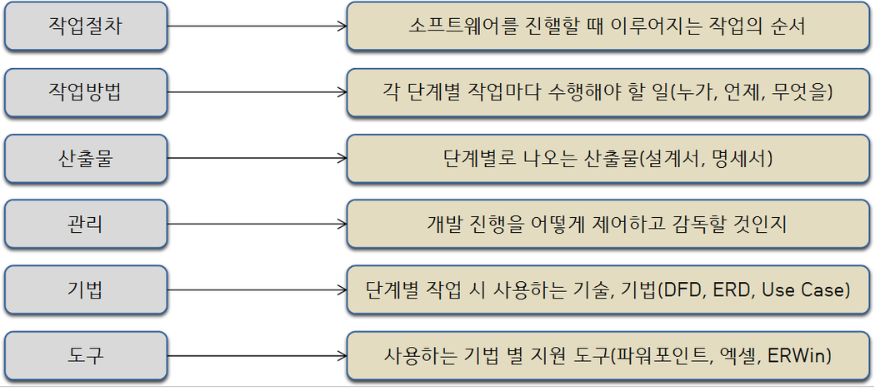 작업절차
소프트웨어를 진행할 때 이루어지는 작업의 순서
작업방법
각 단계별 작업마다 수행해야 할 일(누가, 언제, 무엇을)
산출물
단계별로 나오는 산출물(설계서, 명세서)
관리
개발 진행을 어떻게 제어하고 감독할 것인지
기법
단계별 작업 시 사용하는 기술, 기법(DFD, ERD, Use Case)
도구
사용하는 기법 별 지원 도구(파워포인트, 엑셀, ERWin)